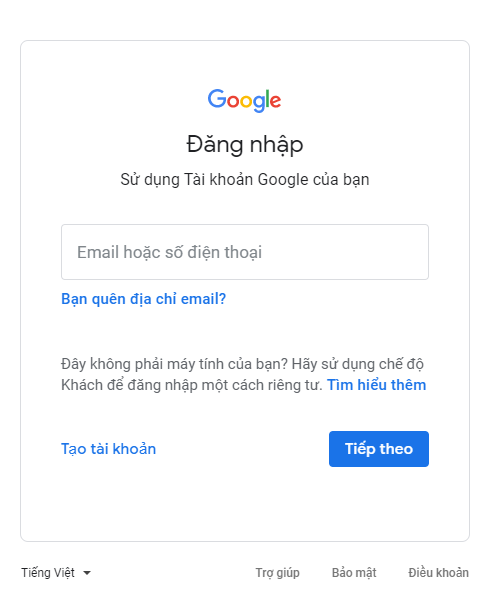 Google
Đăng nhập
Sử dụng Tài khoản Google của bạn
Email hoặc số điện thoại
Bạn quên địa chỉ email?
Đây không phải máy tính của bạn? Hãy sử dụng chế độ
Khách để đăng nhập một cách riêng tư. Tìm hiểu thêm
Tạo tài khoản
Tiếp theo
Tiếng Việt
Trợ giúp
Bảo mật
Điều khoản